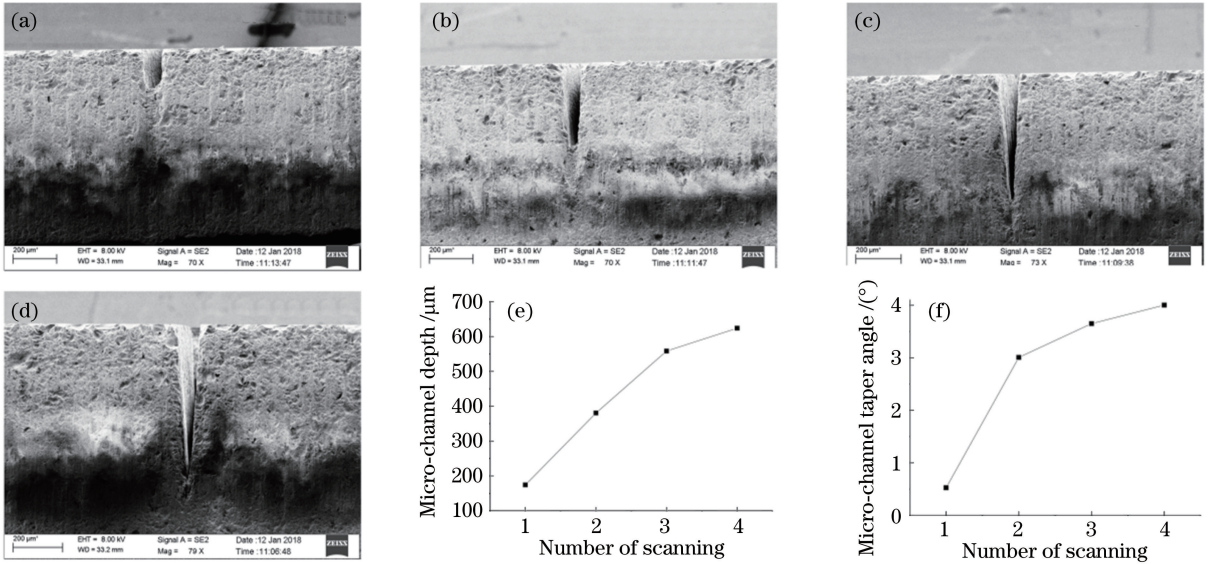 (a)
200 μm* EHT = 8.00 kV Signal A = SE2 Date :12 Jan 2018
WD = 33.1 mm Mag = 70 X Time :11:13:47
ZEISS
(b)
200 μm* EHT = 8.00 kV Signal A = SE2 Date :12 Jan 2018
WD = 33.1 mm Mag = 70 X Time :11:11:47
ZEISS
(c)
200 μm* EHT = 8.00 kV Signal A = SE2 Date :12 Jan 2018
WD = 33.1 mm Mag = 73 X Time :11:09:38
ZEISS
(d)
200 μm* EHT = 8.00 kV Signal A = SE2 Date :12 Jan 2018
WD = 33.2 mm Mag = 79 X Time :11:06:48
ZEISS
(e)
Micro-channel depth /μm
700
600
500
400
300
200
100
1 2 3 4
Number of scanning
(f)
Micro-channel taper angle /(°)
4
3
2
1
0
1 2 3 4
Number of scanning